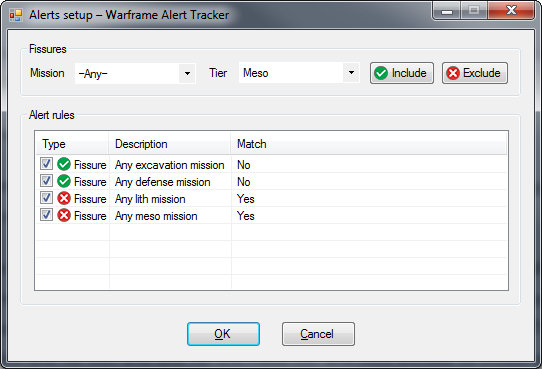 Alerts setup – Warframe Alert Tracker
Fissures
Mission –Any– Tier Meso Include Exclude
Alert rules
Type Description Match
Fissure Any excavation mission No
Fissure Any defense mission No
Fissure Any lith mission Yes
Fissure Any meso mission Yes
OK Cancel